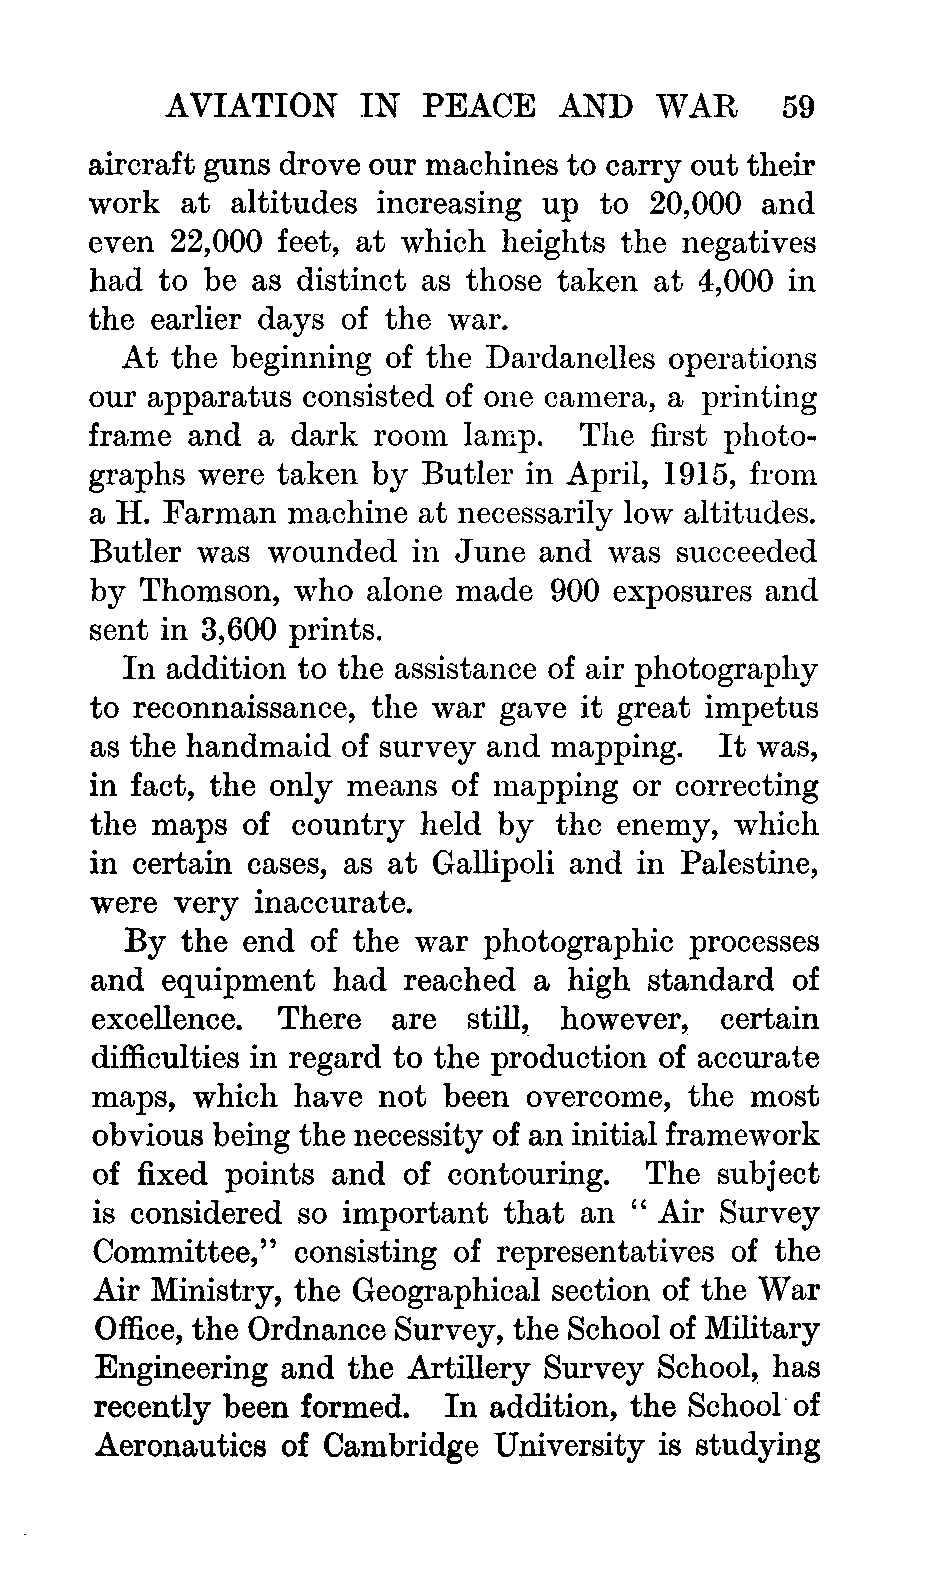 AVIATION IN PEACE AND WAR 59
aircraft guns drove our machines to carry out their
work at altitudes increasing up to 20,000 and
even 22,000 feet, at which heights the negatives
had to be as distinct as those taken at 4,000 in
the earlier days of the war.
At the beginning of the Dardanelles operations
our apparatus consisted of one camera, a printing
frame and a dark room lamp. The first photo-
graphs were taken by Butler in April, 1915, from
a H. Farman machine at necessarily low altitudes.
Butler was wounded in June and was succeeded
by Thomson, who alone made 900 exposures and
sent in 3,600 prints.
In addition to the assistance of air photography
to reconnaissance, the war gave it great impetus
as the handmaid of survey and mapping. It was,
in fact, the only means of mapping or correcting
the maps of country held by the enemy, which
in certain cases, as at Gallipoli and in Palestine,
were very inaccurate.
By the end of the war photographic processes
and equipment had reached a high standard of
excellence. There are still, however, certain
difficulties in regard to the production of accurate
maps, which have not been overcome, the most
obvious being the necessity of an initial framework
of fixed points and of contouring. The subject
is considered so important that an “ Air Survey
Committee,” consisting of representatives of the
Air Ministry, the Geographical section of the War
Office, the Ordnance Survey, the School of Military
Engineering and the Artillery Survey School, has
recently been formed. In addition, the School of
Aeronautics of Cambridge University is studying